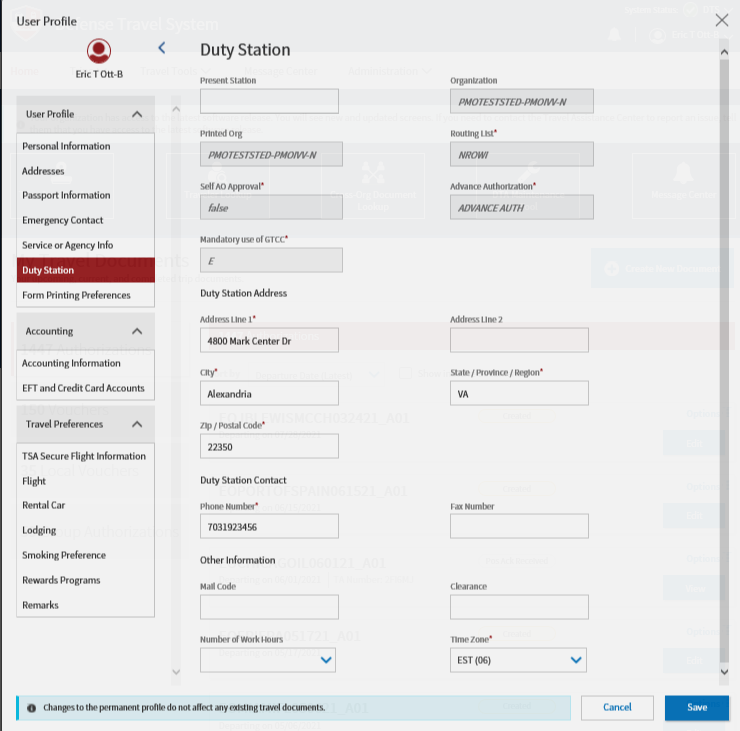 User Profile
Eric T Ott-B
User Profile
Personal Information
Addresses
Passport Information
Emergency Contact
Service or Agency Info
Duty Station
Form Printing Preferences
Accounting
Accounting Information
EFT and Credit Card Accounts
Travel Preferences
TSA Secure Flight Information
Flight
Rental Car
Lodging
Smoking Preference
Rewards Programs
Remarks
Duty Station
Present Station
Organization
PMOTESTSTED-PMOIVV-N
Printed Org
PMOTESTSTED-PMOIVV-N
Routing List*
NROWI
Self AO Approval*
false
Advance Authorization*
ADVANCE AUTH
Mandatory use of GTCC*
E
Duty Station Address
Address Line 1*
4800 Mark Center Dr
Address Line 2
City*
Alexandria
State / Province / Region*
VA
Zip / Postal Code*
22350
Duty Station Contact
Phone Number*
7031923456
Fax Number
Other Information
Mail Code
Clearance
Number of Work Hours
Time Zone*
EST (06)
Changes to the permanent profile do not affect any existing travel documents.
Cancel
Save